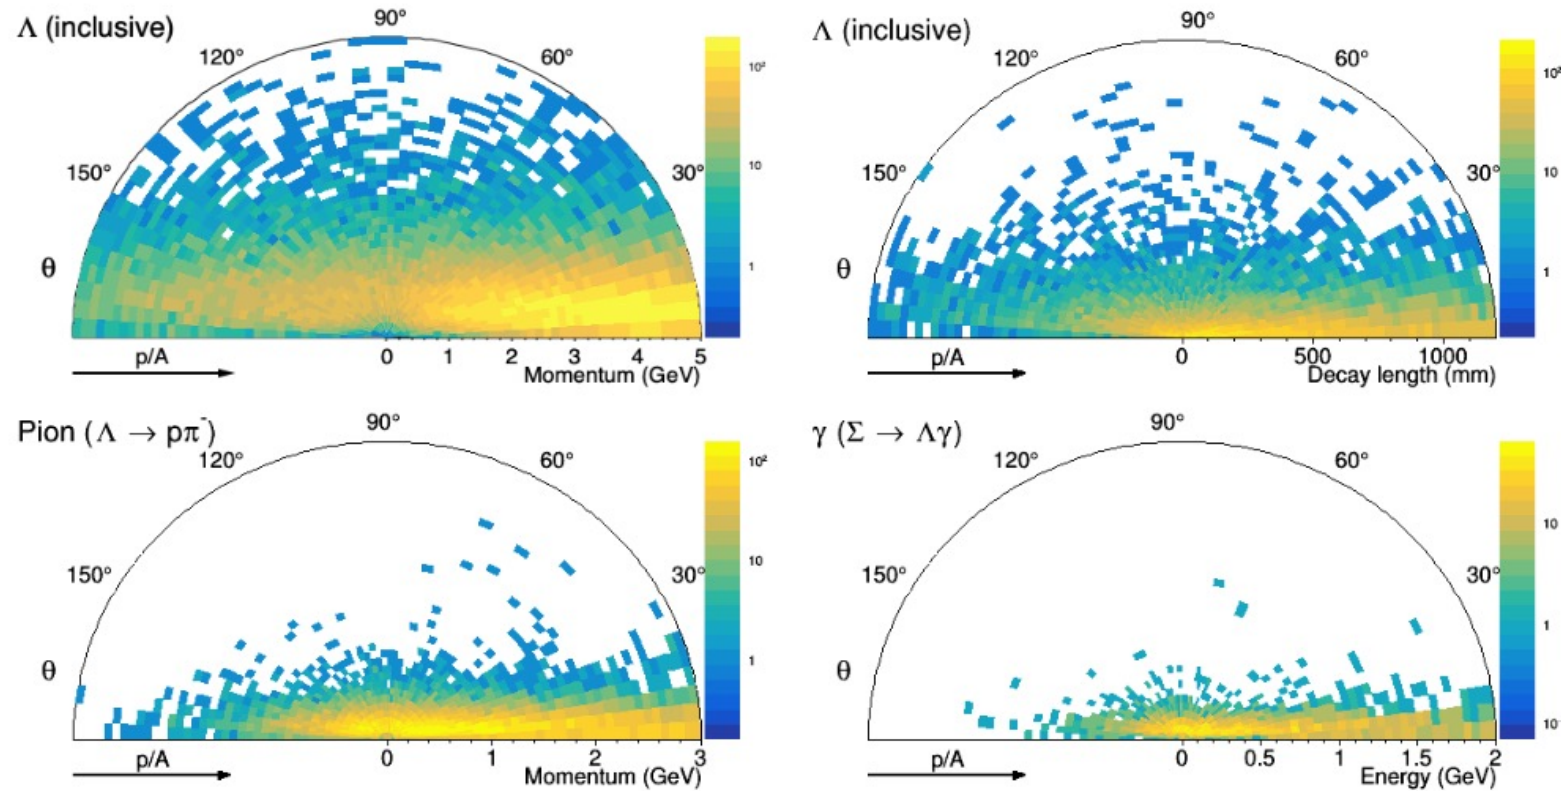 Λ (inclusive)
90°
120°
60°
150°
30°
θ
10²
10
1
p/A
0 1 2 3 4 5
Momentum (GeV)
Λ (inclusive)
90°
120°
60°
150°
30°
θ
10²
10
1
p/A
0 500 1000
Decay length (mm)
Pion (Λ → pπ⁻)
90°
120°
60°
150°
30°
θ
10²
10
1
p/A
0 1 2 3
Momentum (GeV)
γ (Σ → Λγ)
90°
120°
60°
150°
30°
θ
10
1
10⁻
p/A
0 0.5 1 1.5 2
Energy (GeV)